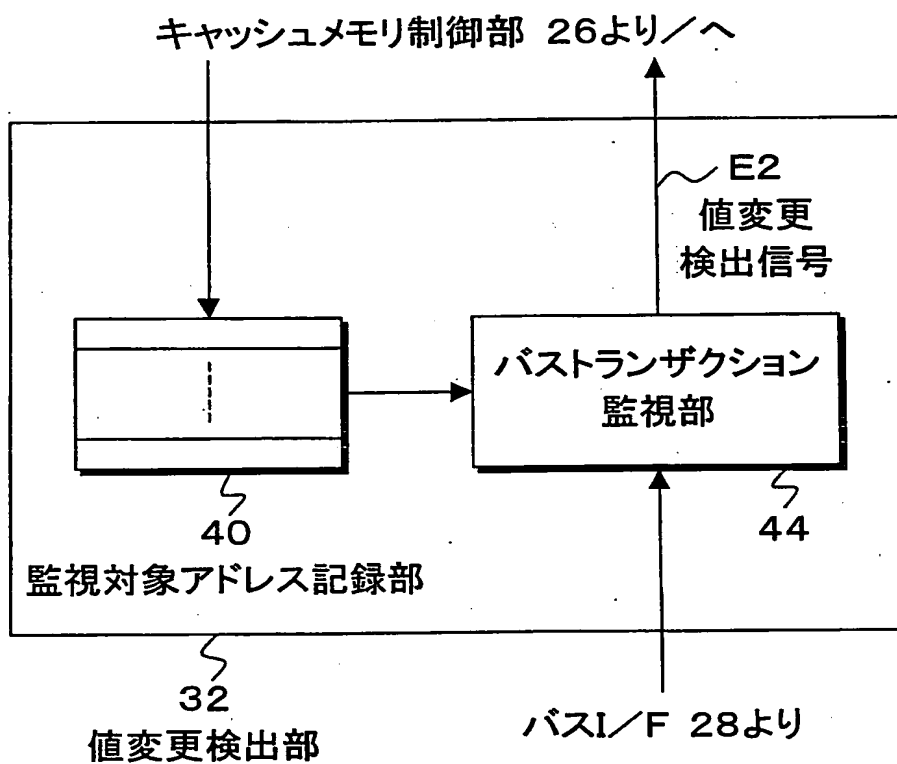 キャッシュメモリ制御部 26より/へ
E2
値変更
検出信号
バストランザクション
監視部
40
監視対象アドレス記録部
44
32
値変更検出部
バスI/F 28より